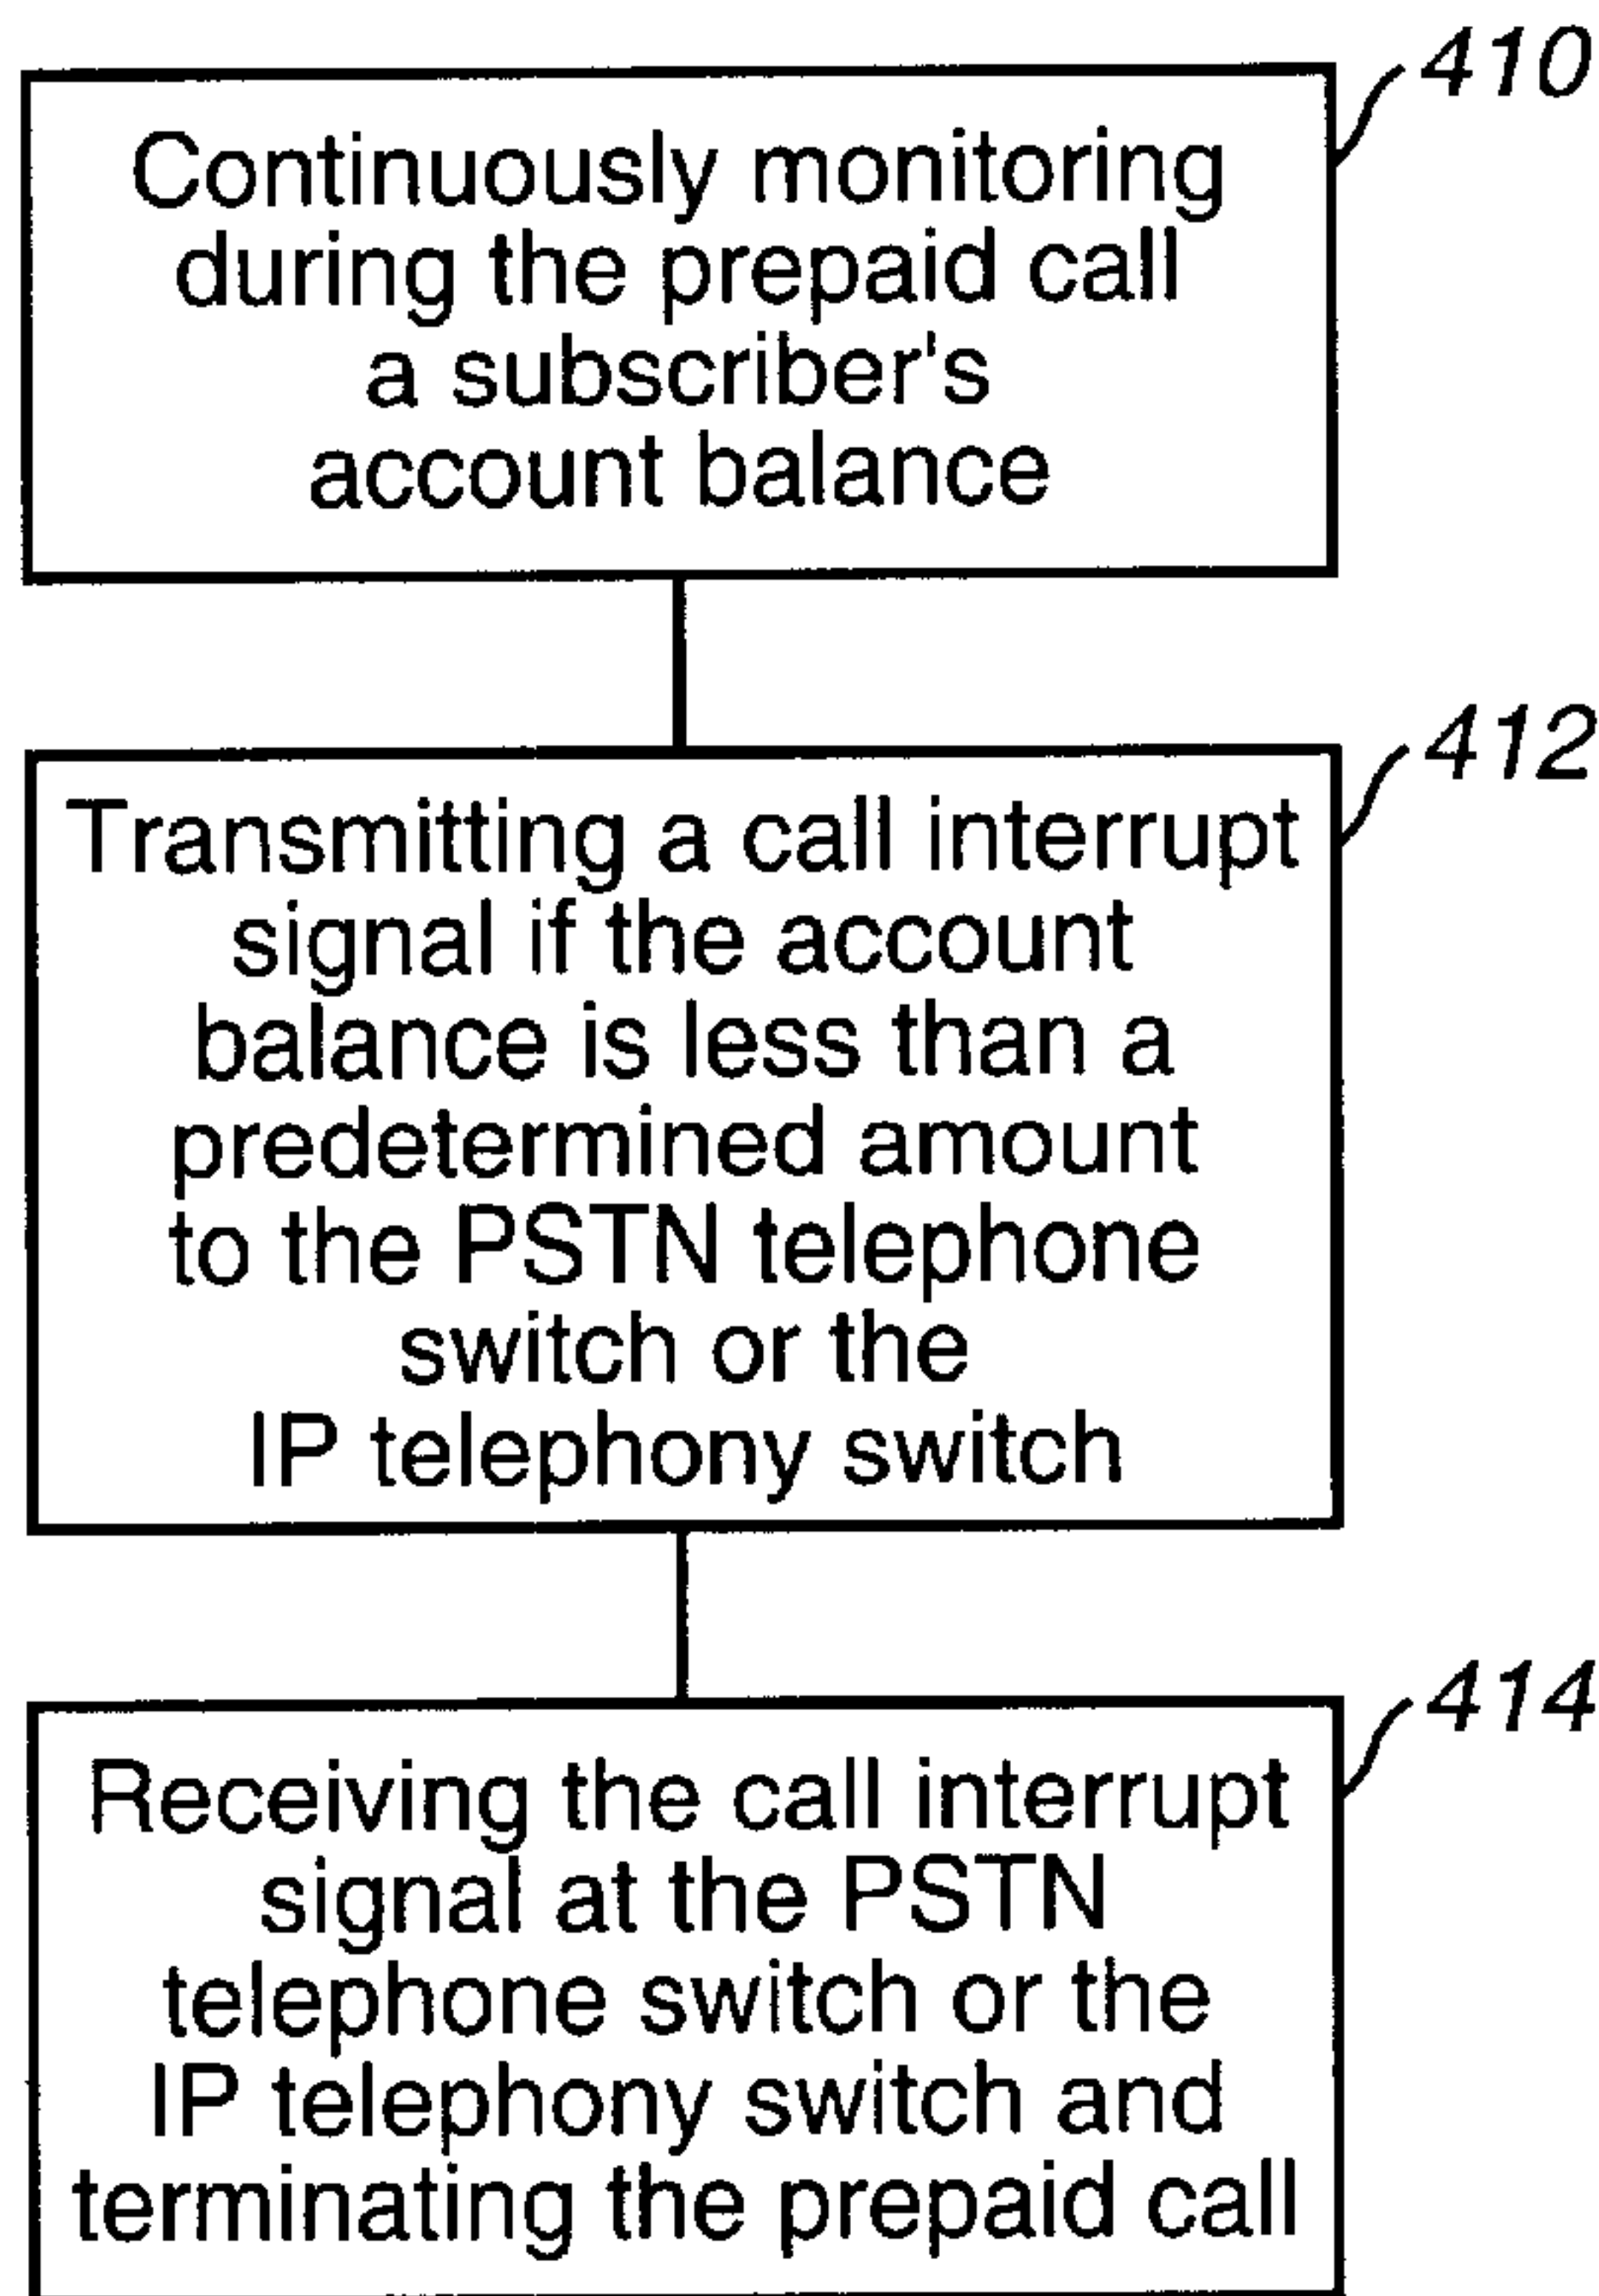 410
Continuously monitoring
during the prepaid call
a subscriber's
account balance
412
Transmitting a call interrupt
signal if the account
balance is less than a
predetermined amount
to the PSTN telephone
switch or the
IP telephony switch
414
Receiving the call interrupt
signal at the PSTN
telephone switch or the
IP telephony switch and
terminating the prepaid call